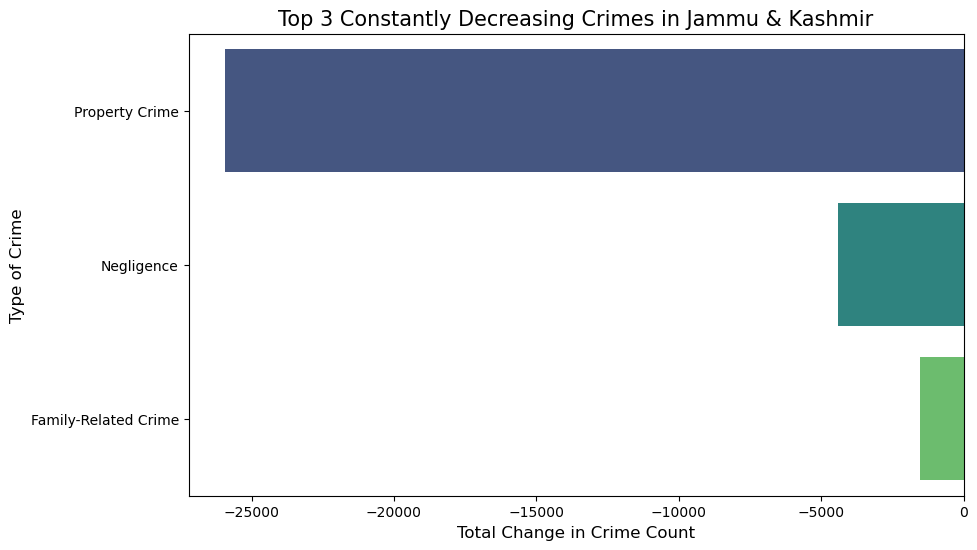 Top 3 Constantly Decreasing Crimes in Jammu & Kashmir
Type of Crime
Property Crime
Negligence
Family-Related Crime
−25000 −20000 −15000 −10000 −5000 0
Total Change in Crime Count